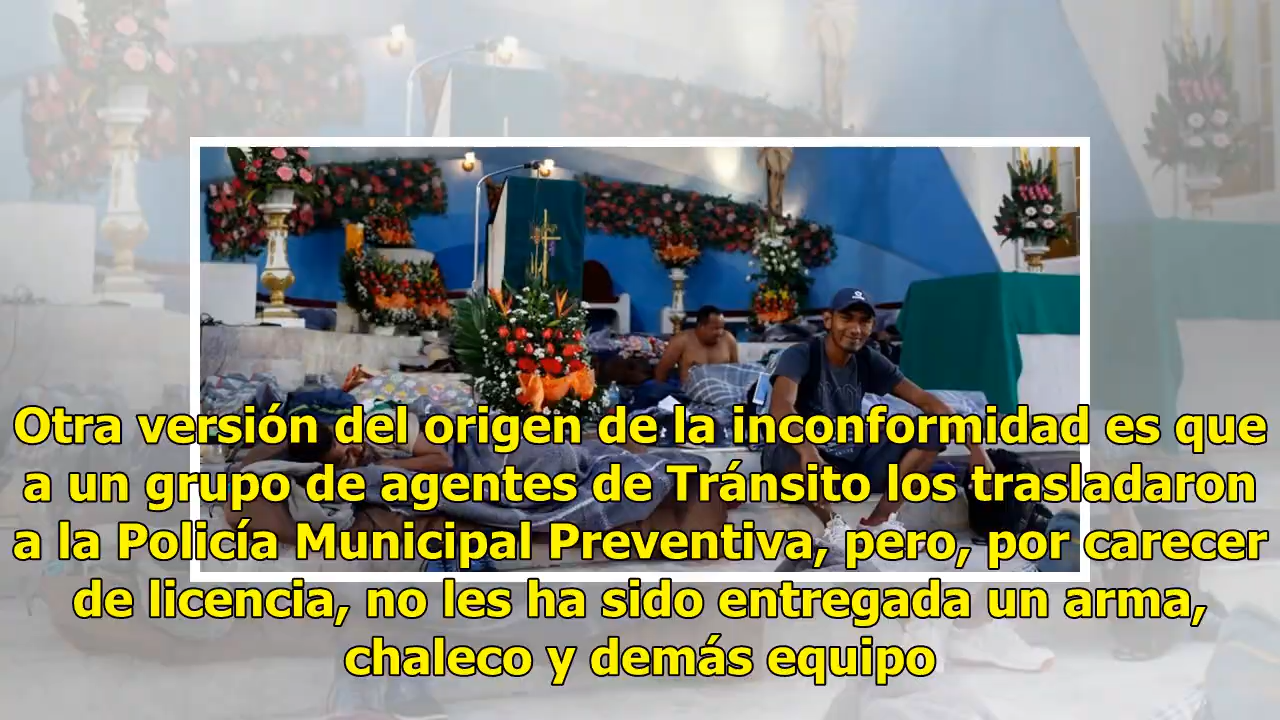 Otra versión del origen de la inconformidad es que
a un grupo de agentes de Tránsito los trasladaron
a la Policía Municipal Preventiva, pero, por carecer
de licencia, no les ha sido entregada un arma,
chaleco y demás equipo